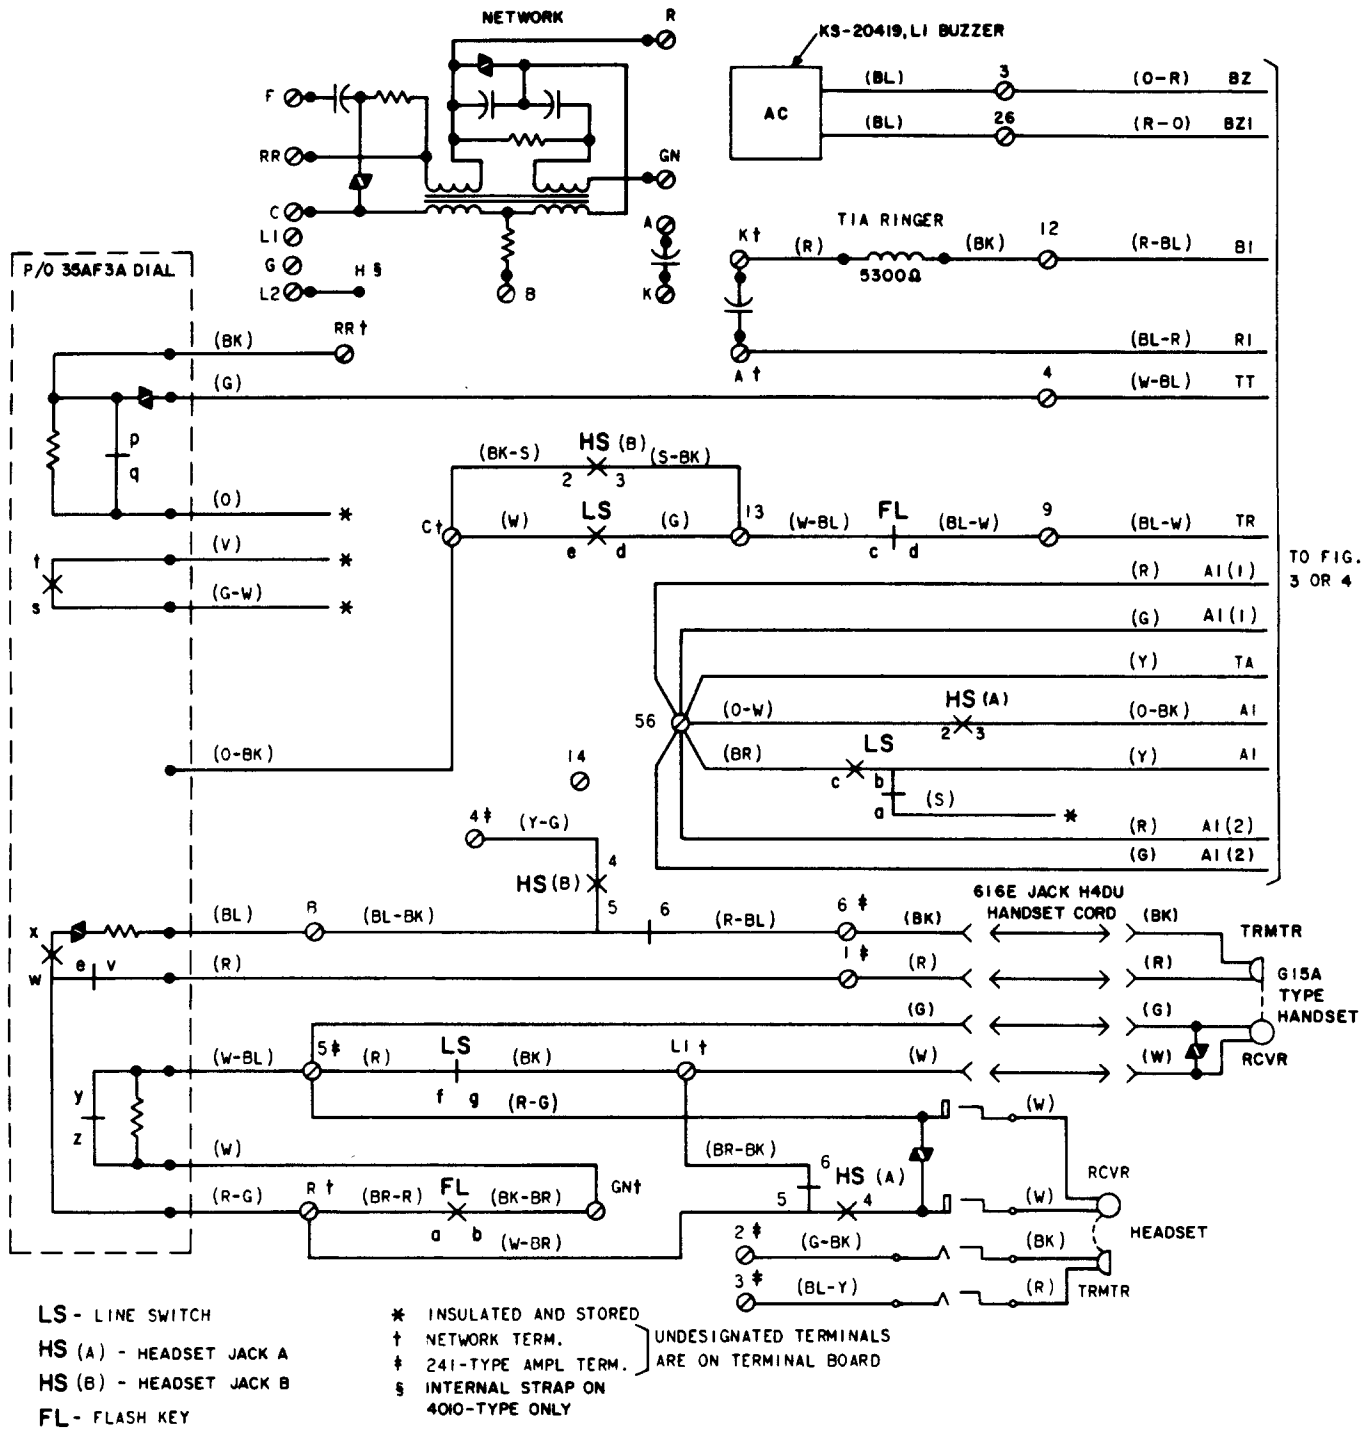 NETWORK
R
KS-20419, L1 BUZZER
F
AC
(BL) 3 (O-R) BZ
(BL) 26 (R-O) BZ1
RR
GN
C
A
T1A RINGER
L1
K† (R) (BK) 12 (R-BL) B1
5300Ω
G
H §
L2
B
K
P/O 35AF3A DIAL
RR †
(BK)
(BL-R) R1
A †
(G) 4 (W-BL) TT
p
q
(BK-S) HS (B) (S-BK)
2 3
(O) *
C† (W) LS (G) 13 (W-BL) FL (BL-W) 9 (BL-W) TR
e d c d
t (V) *
s (G-W) *
TO FIG.
3 OR 4
(R) A1(1)
(G) A1(1)
(Y) TA
56 (O-W) HS (A) (O-BK) A1
2 3
(BR) LS (Y) A1
c b
a (S) *
(R) A1(2)
(G) A1(2)
(O-BK)
14
4‡ (Y-G)
4
HS (B)
5
616E JACK H4DU
HANDSET CORD
x (BL) B (BL-BK) 6 (R-BL) 6 ‡ (BK) (BK)
TRMTR
w e v (R) 1 ‡ (R) (R)
G15A
TYPE
HANDSET
(G) (G)
RCVR
(W-BL) 5‡ (R) LS (BK) L1 † (W) (W)
f g
y
z
(R-G) (W)
(W) (BR-BK)
6 HS (A) RCVR
5 4 (W)
(R-G) R † (BR-R) FL (BK-BR) GN†
a b
(W-BR)
HEADSET
2 ‡ (G-BK) (BK)
3 ‡ (BL-Y) (R) TRMTR
LS - LINE SWITCH
HS (A) - HEADSET JACK A
HS (B) - HEADSET JACK B
FL - FLASH KEY
* INSULATED AND STORED
† NETWORK TERM.
‡ 241-TYPE AMPL TERM.
UNDESIGNATED TERMINALS
ARE ON TERMINAL BOARD
§ INTERNAL STRAP ON
4010-TYPE ONLY